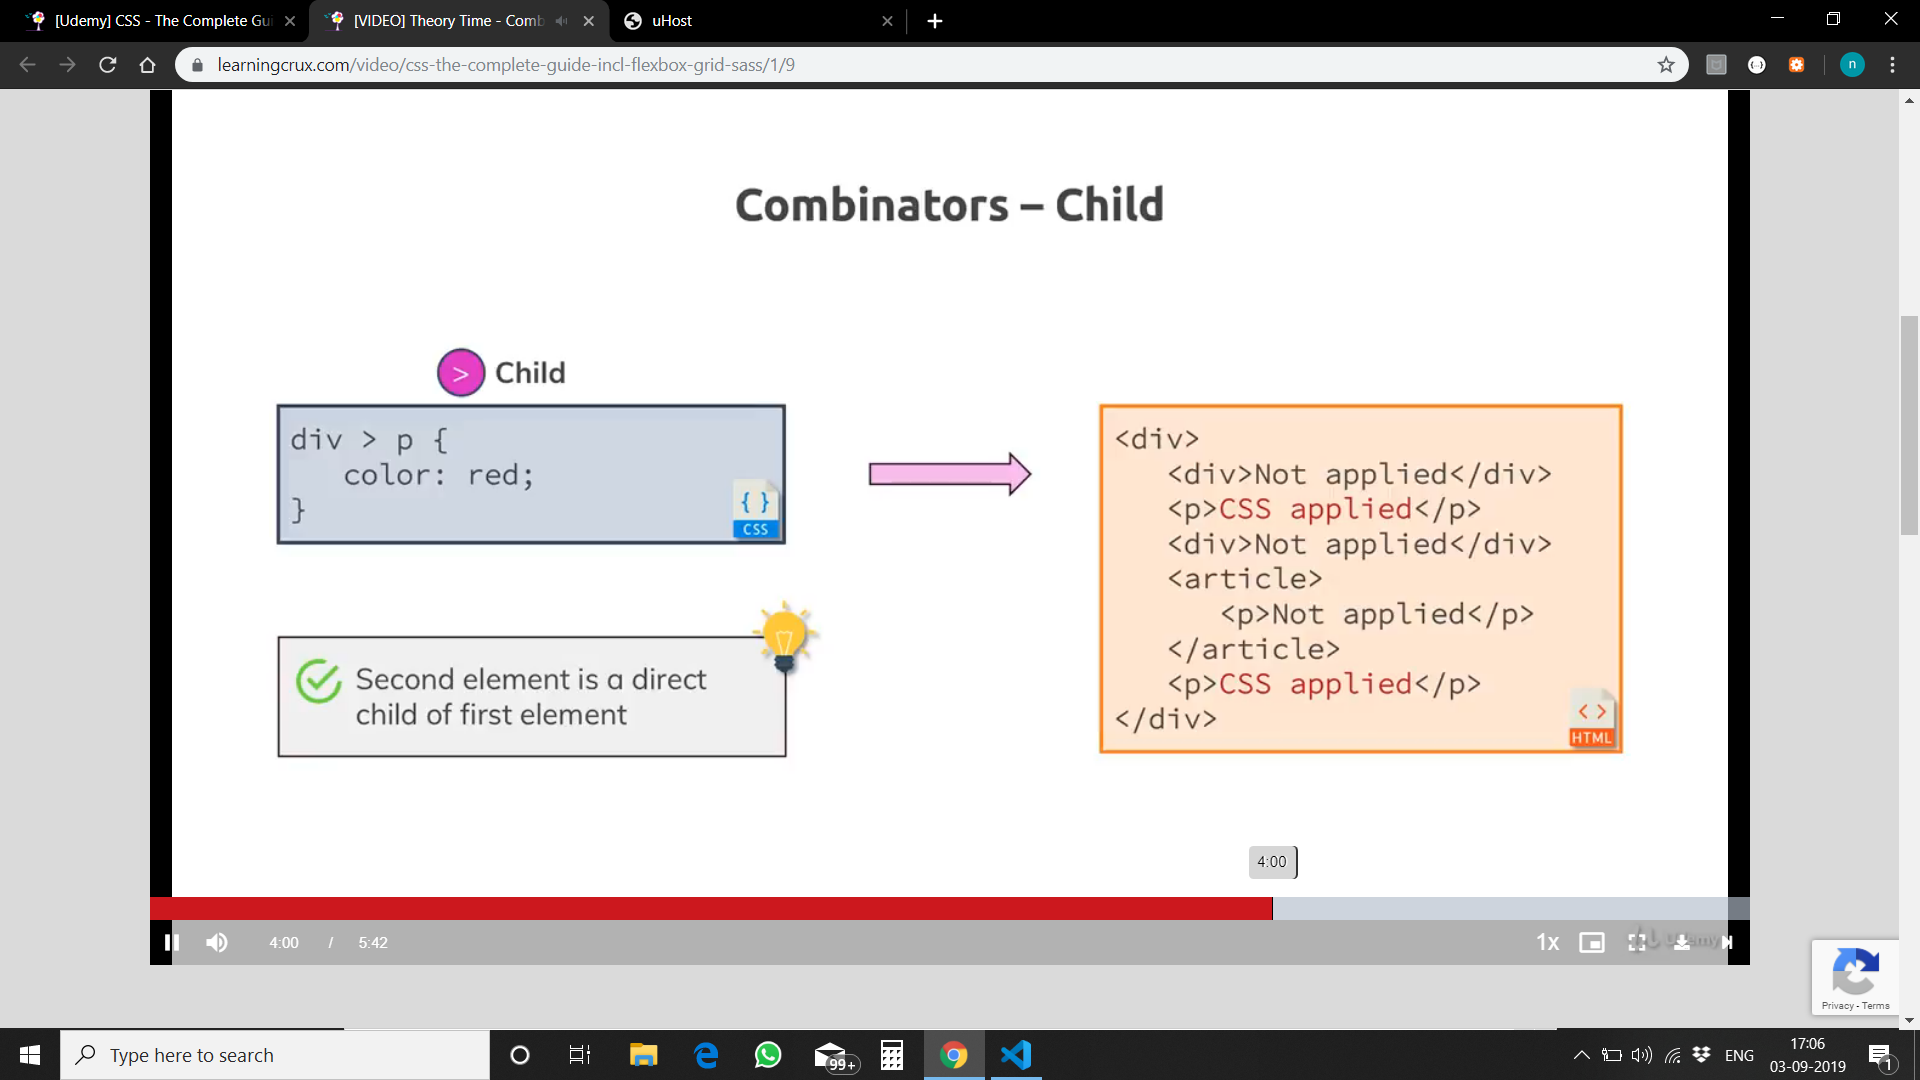 [Udemy] CSS - The Complete Gui
[VIDEO] Theory Time - Comb
uHost
learningcrux.com/video/css-the-complete-guide-incl-flexbox-grid-sass/1/9
n
Combinators – Child
> Child
div > p {
color: red;
}
{ }
CSS
Second element is a direct
child of first element
<div>
<div>Not applied</div>
<p>CSS applied</p>
<div>Not applied</div>
<article>
<p>Not applied</p>
</article>
<p>CSS applied</p>
</div>
< >
HTML
4:00
4:00 / 5:42
1x
Udemy
Privacy - Terms
Type here to search
99+
ENG
17:06
03-09-2019
1